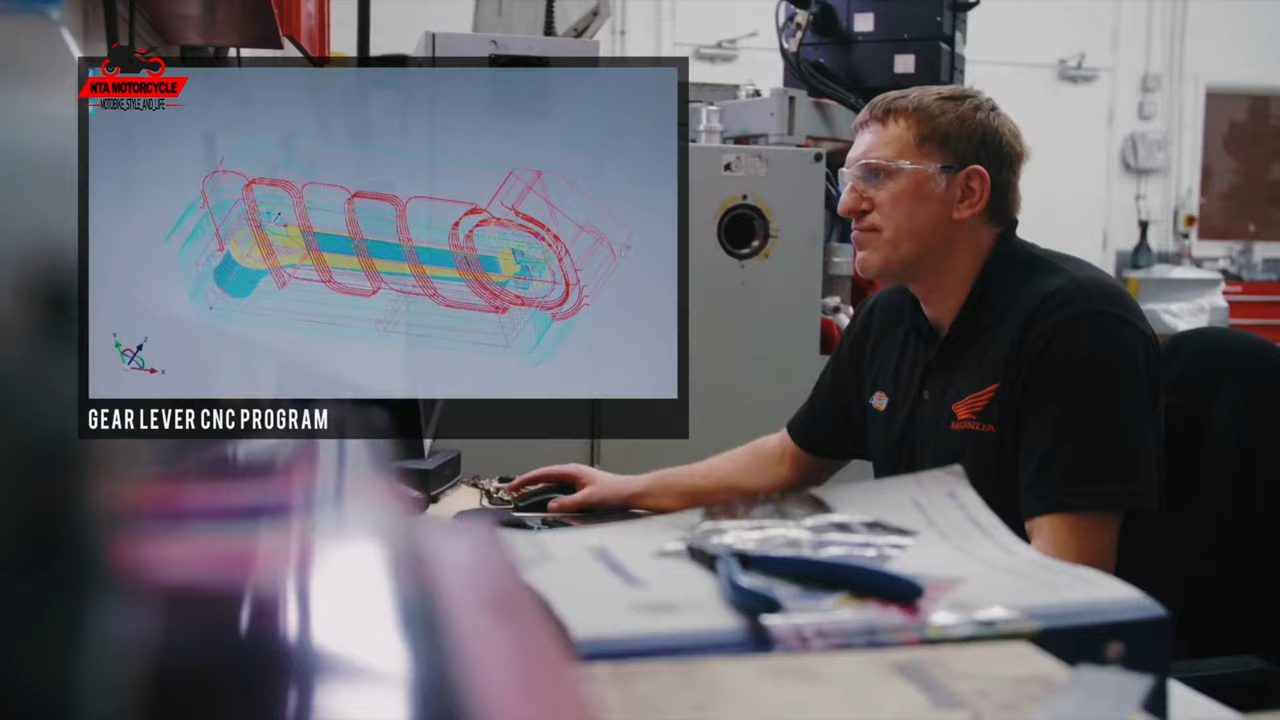 NTA MOTORCYCLE
MOTOBIKE_STYLE_AND_LIFE
GEAR LEVER CNC PROGRAM
HONDA